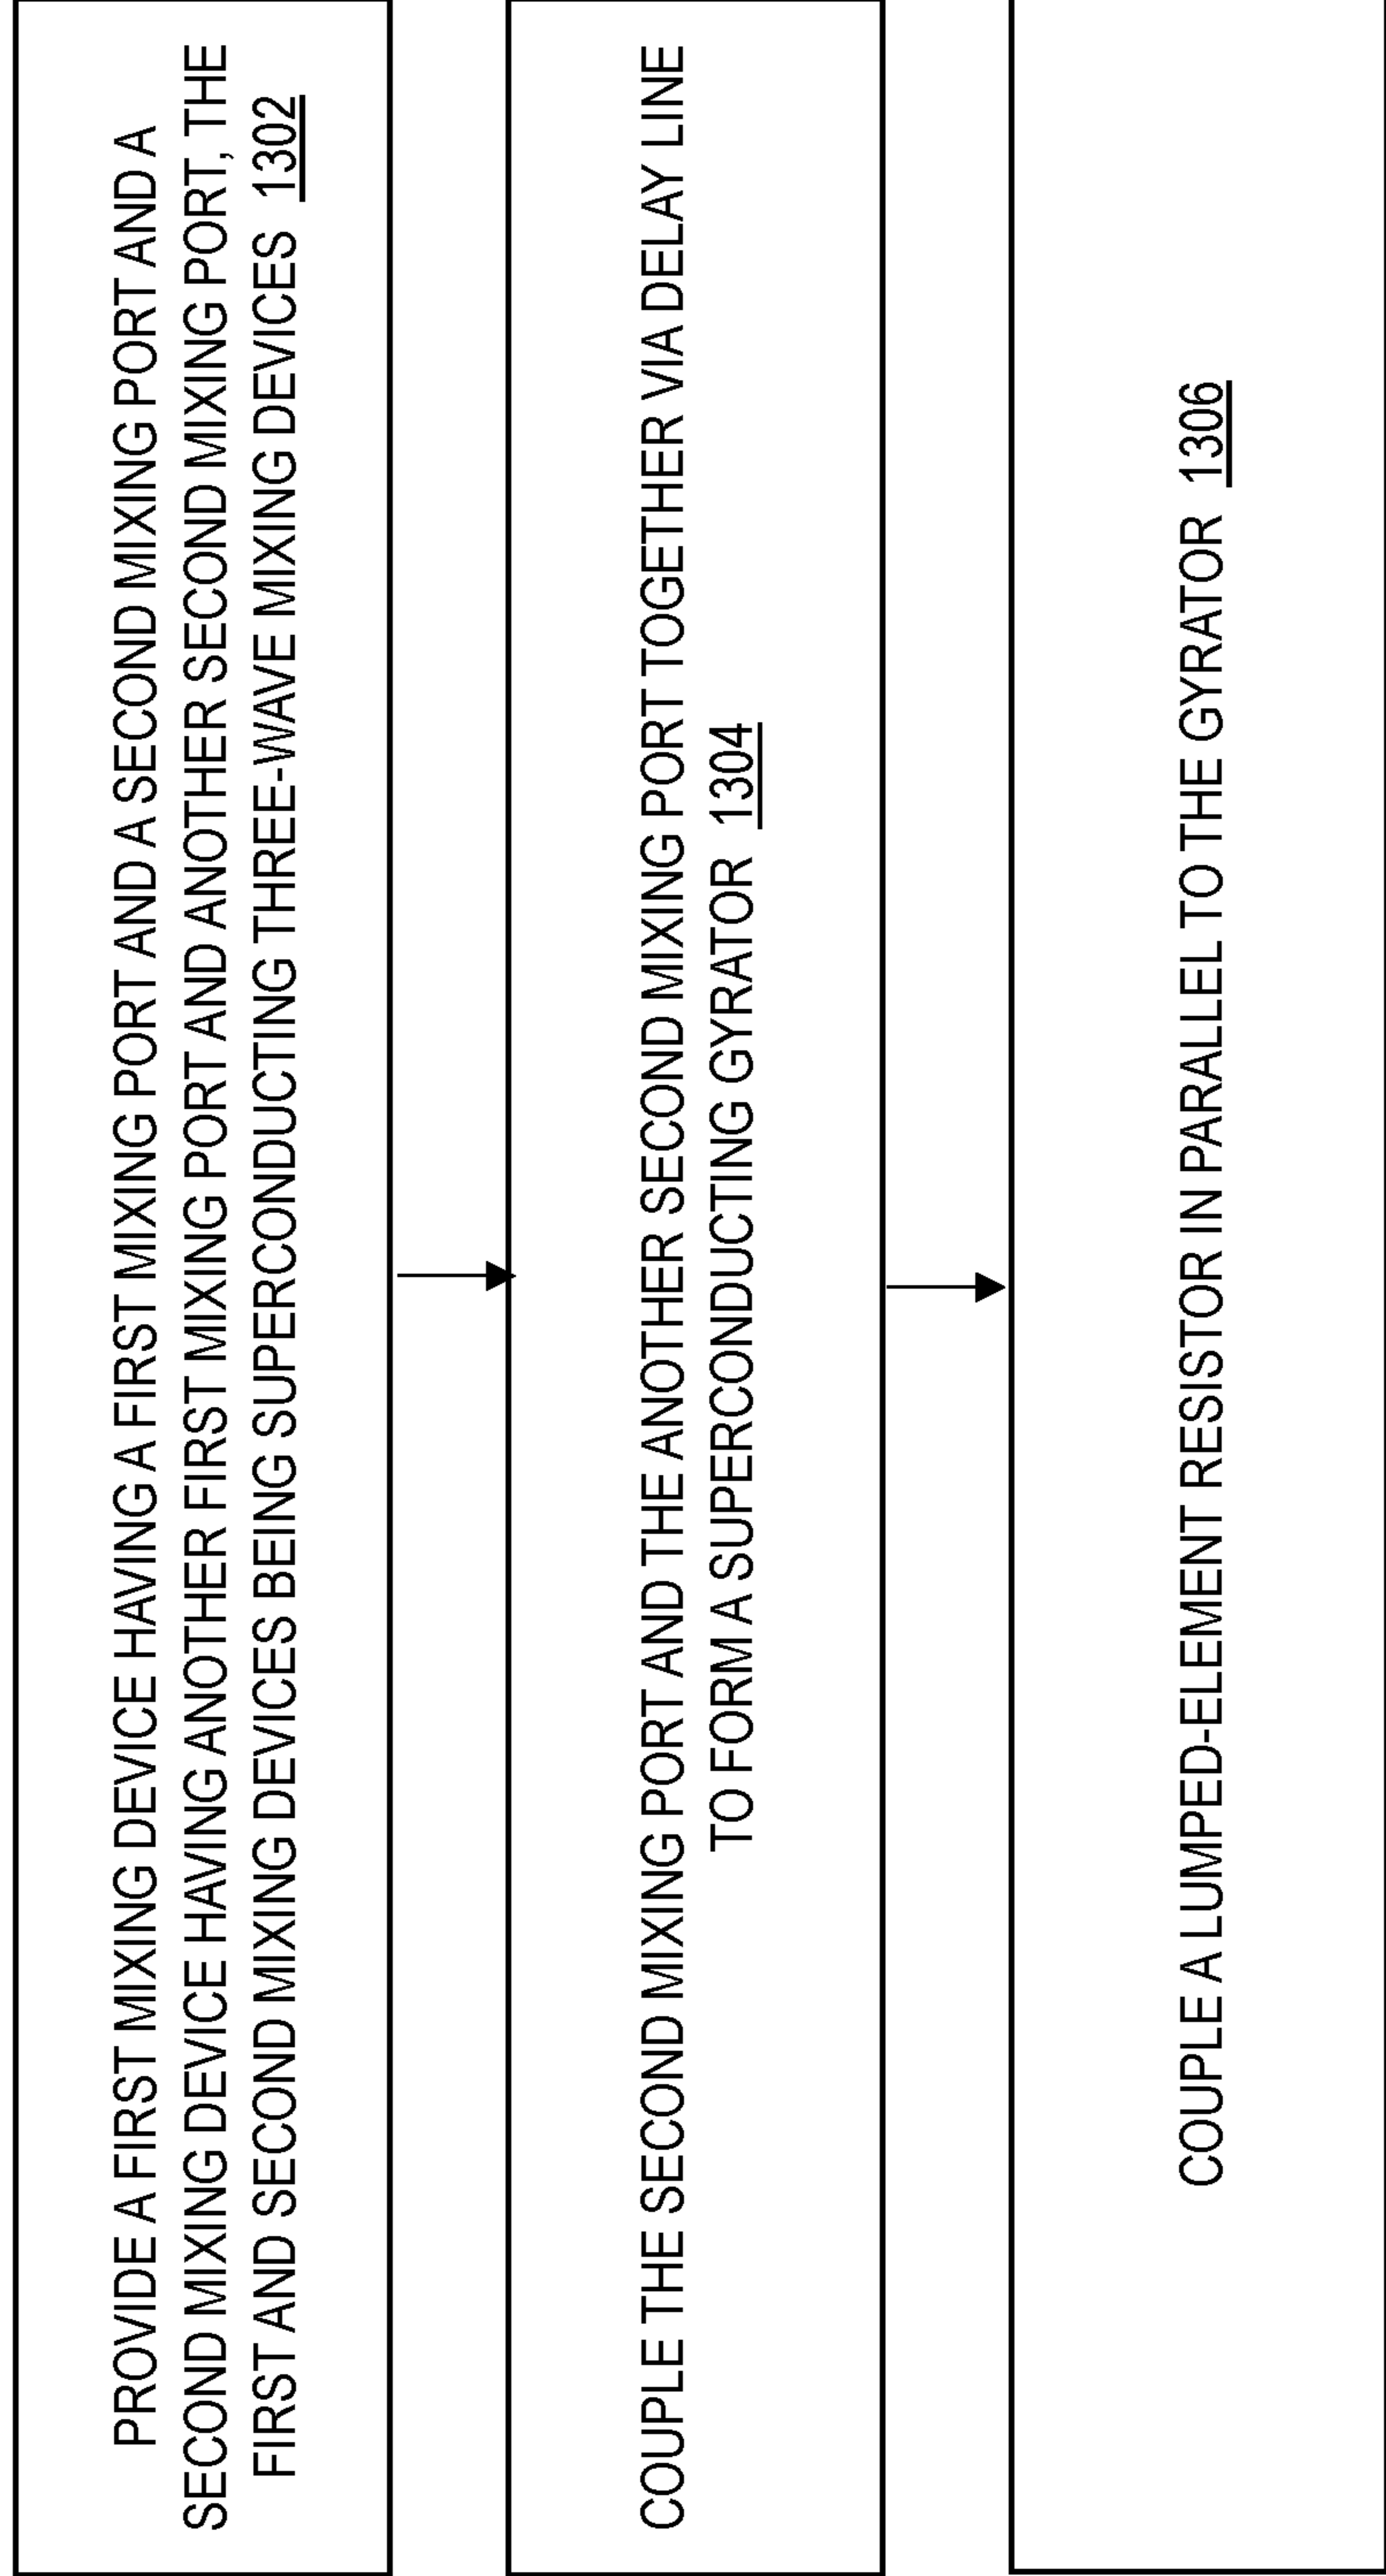 PROVIDE A FIRST MIXING DEVICE HAVING A FIRST MIXING PORT AND A SECOND MIXING PORT AND A
SECOND MIXING DEVICE HAVING ANOTHER FIRST MIXING PORT AND ANOTHER SECOND MIXING PORT, THE
FIRST AND SECOND MIXING DEVICES BEING SUPERCONDUCTING THREE-WAVE MIXING DEVICES 1302
COUPLE THE SECOND MIXING PORT AND THE ANOTHER SECOND MIXING PORT TOGETHER VIA DELAY LINE
TO FORM A SUPERCONDUCTING GYRATOR 1304
COUPLE A LUMPED-ELEMENT RESISTOR IN PARALLEL TO THE GYRATOR 1306